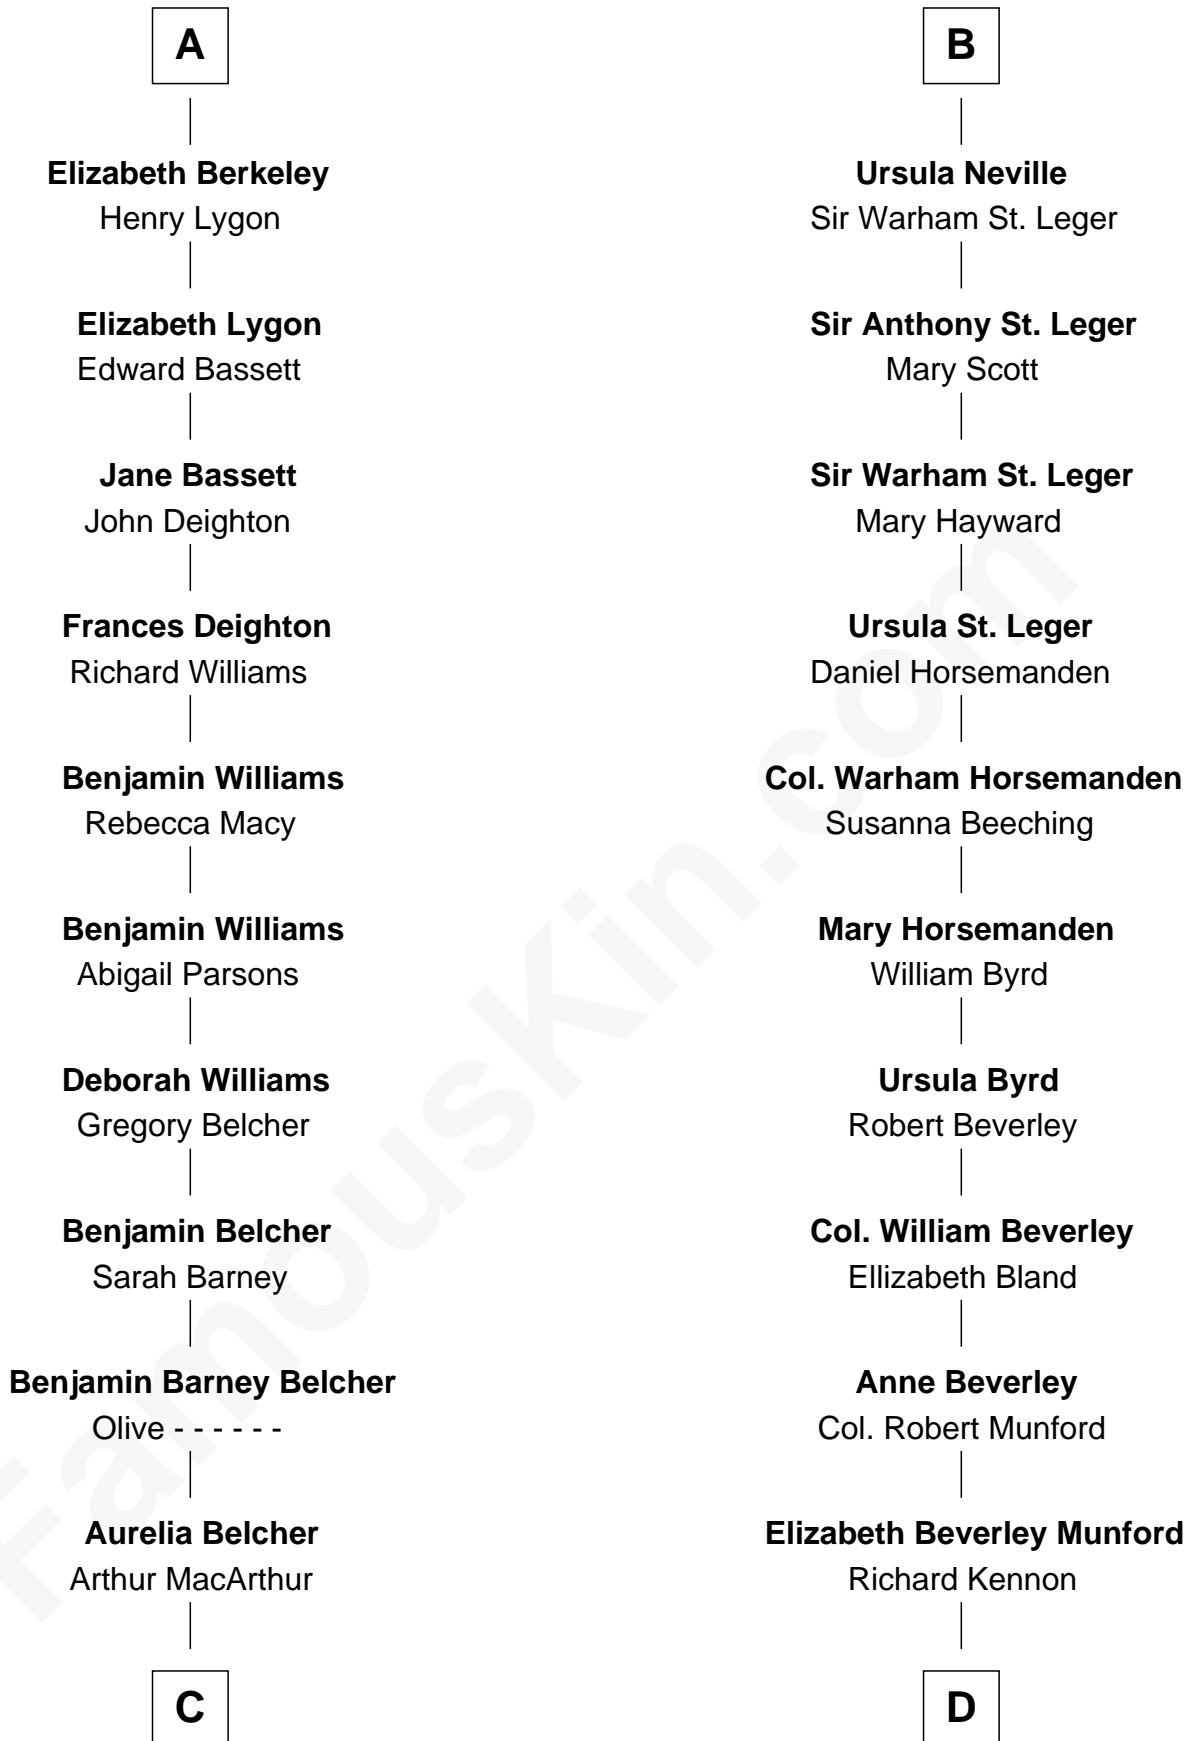 A
Elizabeth Berkeley
Henry Lygon
Elizabeth Lygon
Edward Bassett
Jane Bassett
John Deighton
Frances Deighton
Richard Williams
Benjamin Williams
Rebecca Macy
Benjamin Williams
Abigail Parsons
Deborah Williams
Gregory Belcher
Benjamin Belcher
Sarah Barney
Benjamin Barney Belcher
Olive - - - - - -
Aurelia Belcher
Arthur MacArthur
C
B
Ursula Neville
Sir Warham St. Leger
Sir Anthony St. Leger
Mary Scott
Sir Warham St. Leger
Mary Hayward
Ursula St. Leger
Daniel Horsemanden
Col. Warham Horsemanden
Susanna Beeching
Mary Horsemanden
William Byrd
Ursula Byrd
Robert Beverley
Col. William Beverley
Ellizabeth Bland
Anne Beverley
Col. Robert Munford
Elizabeth Beverley Munford
Richard Kennon
D
FamousKin.com